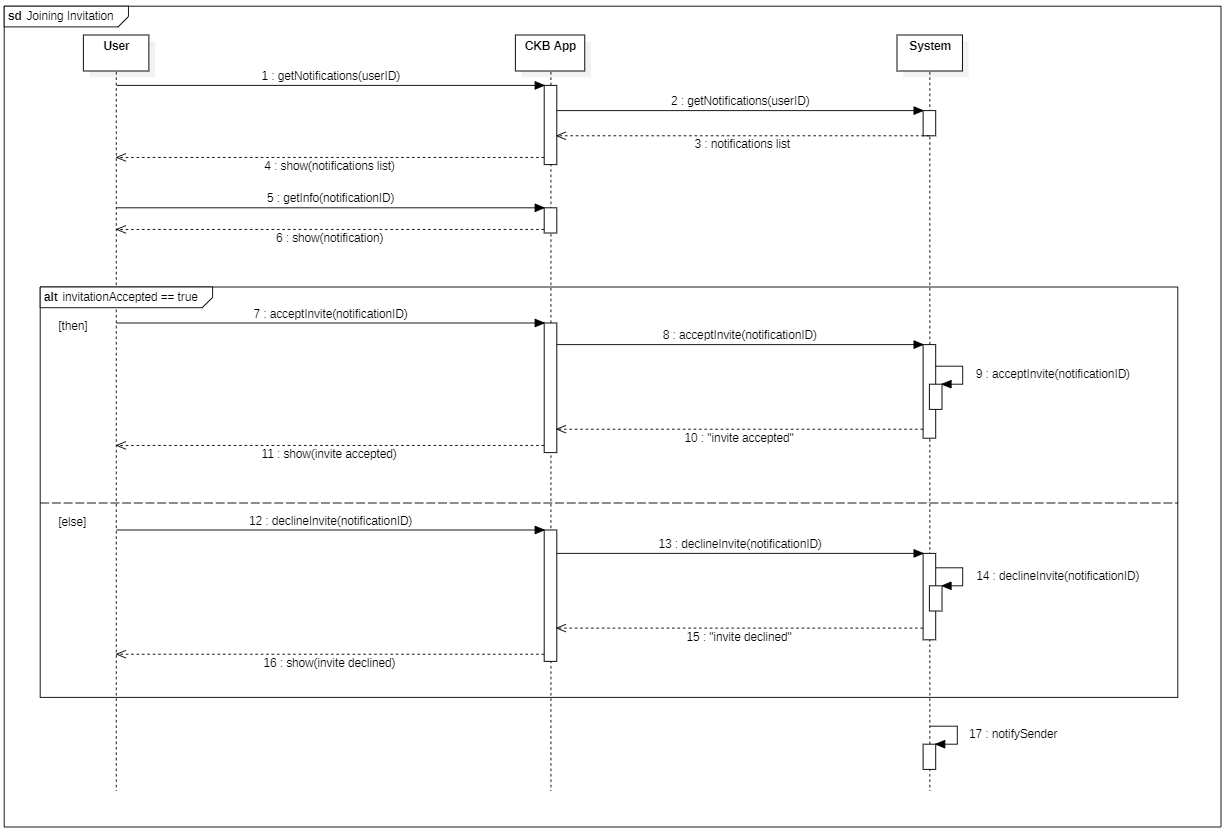 sd Joining Invitation
User
CKB App
System
1 : getNotifications(userID)
2 : getNotifications(userID)
3 : notifications list
4 : show(notifications list)
5 : getInfo(notificationID)
6 : show(notification)
alt invitationAccepted == true
[then]
7 : acceptInvite(notificationID)
8 : acceptInvite(notificationID)
9 : acceptInvite(notificationID)
10 : "invite accepted"
11 : show(invite accepted)
[else]
12 : declineInvite(notificationID)
13 : declineInvite(notificationID)
14 : declineInvite(notificationID)
15 : "invite declined"
16 : show(invite declined)
17 : notifySender